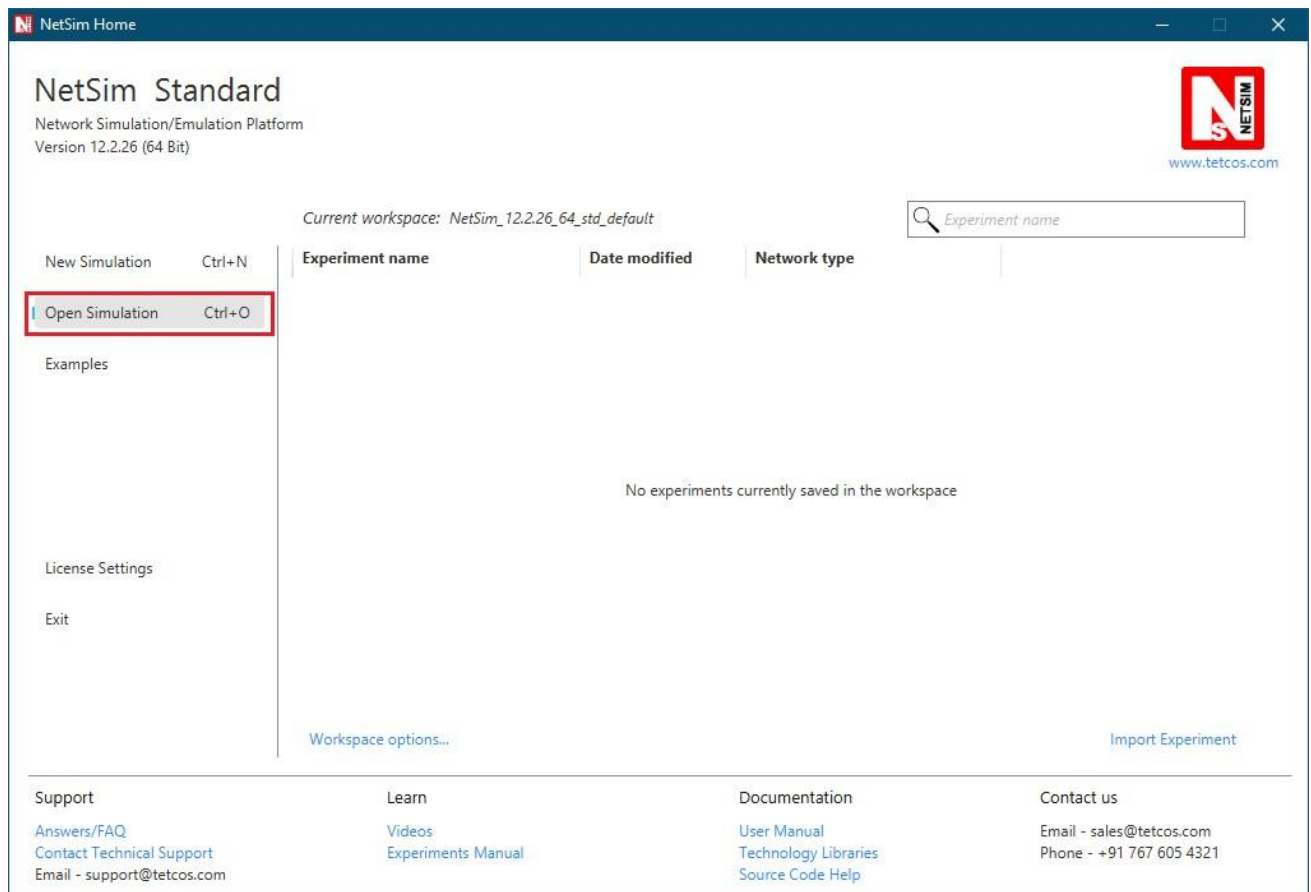 NetSim Home
NetSim Standard
Network Simulation/Emulation Platform
Version 12.2.26 (64 Bit)
NS NETSIM
www.tetcos.com
Current workspace: NetSim_12.2.26_64_std_default
Experiment name
New Simulation Ctrl+N
Open Simulation Ctrl+O
Examples
License Settings
Exit
Experiment name Date modified Network type
No experiments currently saved in the workspace
Workspace options...
Import Experiment
Support
Answers/FAQ
Contact Technical Support
Email - support@tetcos.com
Learn
Videos
Experiments Manual
Documentation
User Manual
Technology Libraries
Source Code Help
Contact us
Email - sales@tetcos.com
Phone - +91 767 605 4321